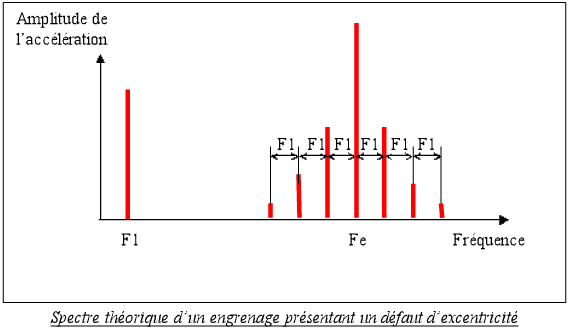 Amplitude de
l'accélération
F1 F1 F1 F1 F1 F1
F1 Fe Fréquence
Spectre théorique d'un engrenage présentant un défaut d'excentricité